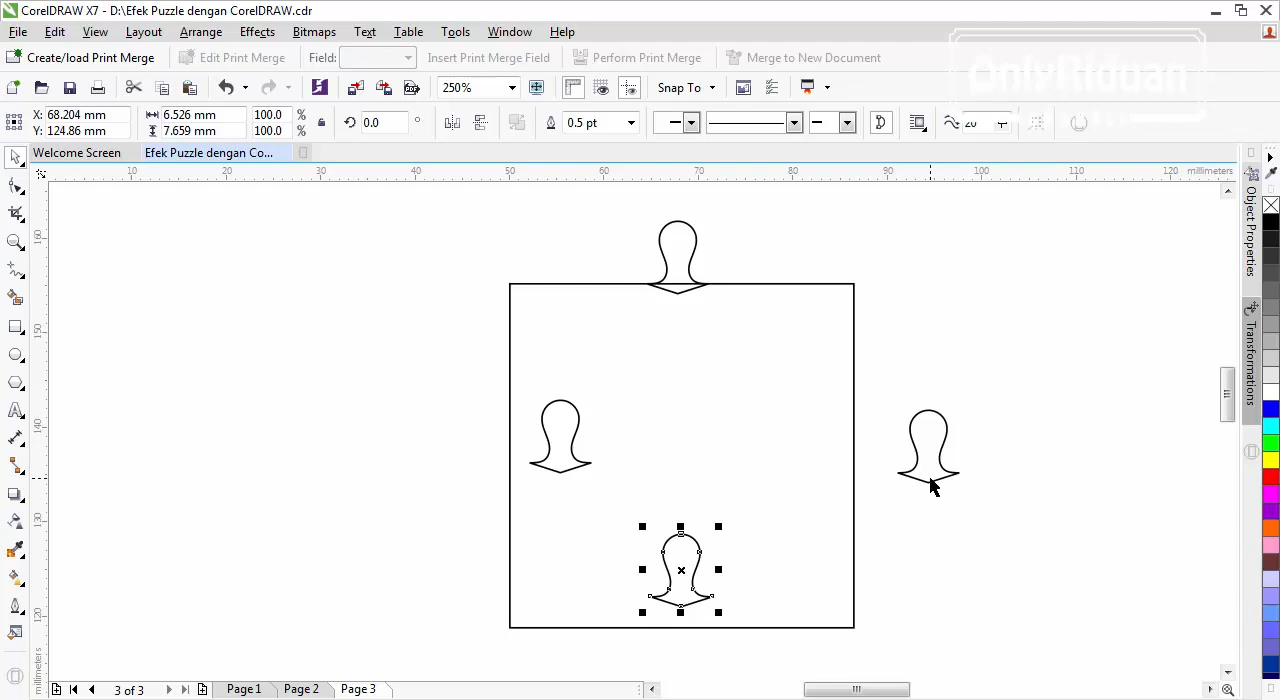 CorelDRAW X7 - D:\Efek Puzzle dengan CorelDRAW.cdr
File Edit View Layout Arrange Effects Bitmaps Text Table Tools Window Help
Create/load Print Merge Edit Print Merge Field: Insert Print Merge Field Perform Print Merge Merge to New Document
OnlyRiduan
250% Snap To
X: 68.204 mm 6.526 mm 100.0 %
Y: 124.86 mm 7.659 mm 100.0 %
0.0 ° 0.5 pt 20
Welcome Screen Efek Puzzle dengan Co...
10 20 30 40 50 60 70 80 90 100 110 120 millimeters
160
150
140
130
120
millimeters
Object Properties
Transformations
3 of 3 Page 1 Page 2 Page 3